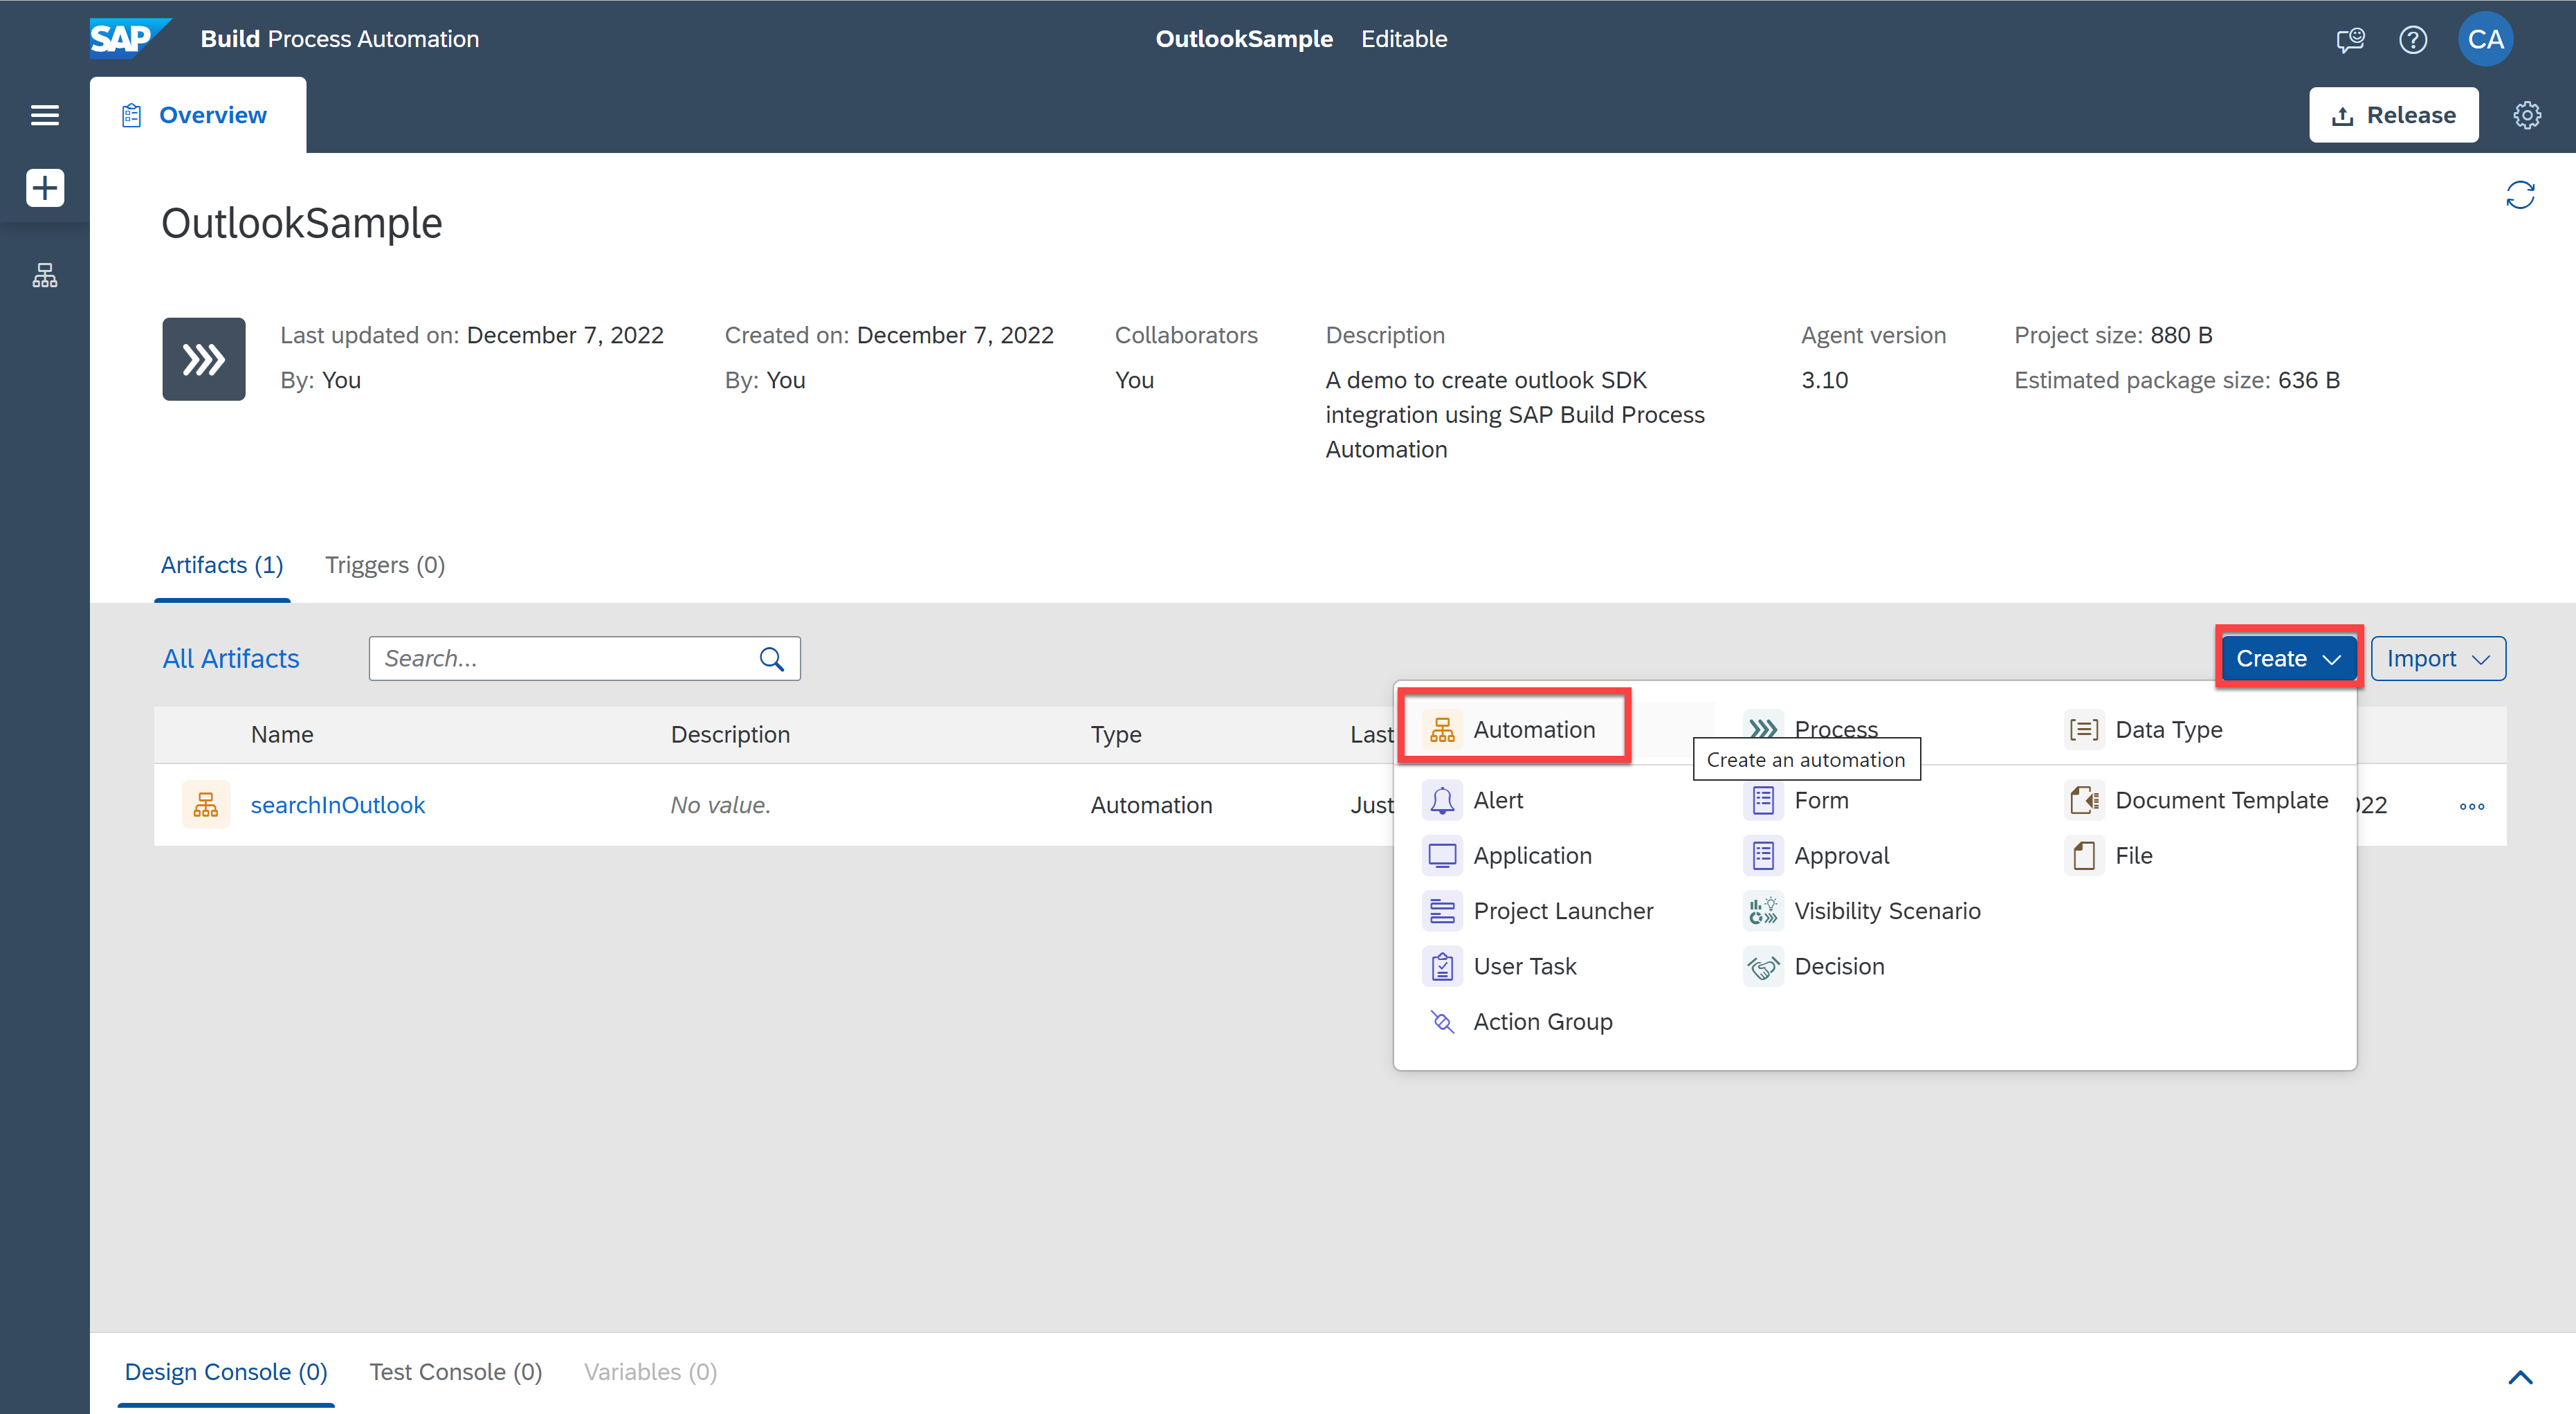 SAP Build Process Automation
OutlookSample Editable
CA
Overview
Release
OutlookSample
Last updated on: December 7, 2022
By: You
Created on: December 7, 2022
By: You
Collaborators
You
Description
A demo to create outlook SDK
integration using SAP Build Process
Automation
Agent version
3.10
Project size: 880 B
Estimated package size: 636 B
Artifacts (1) Triggers (0)
All Artifacts Search... Create Import
Name Description Type Last
searchInOutlook No value. Automation Just 022
Automation Process Data Type
Create an automation
Alert Form Document Template
Application Approval File
Project Launcher Visibility Scenario
User Task Decision
Action Group
Design Console (0) Test Console (0) Variables (0)